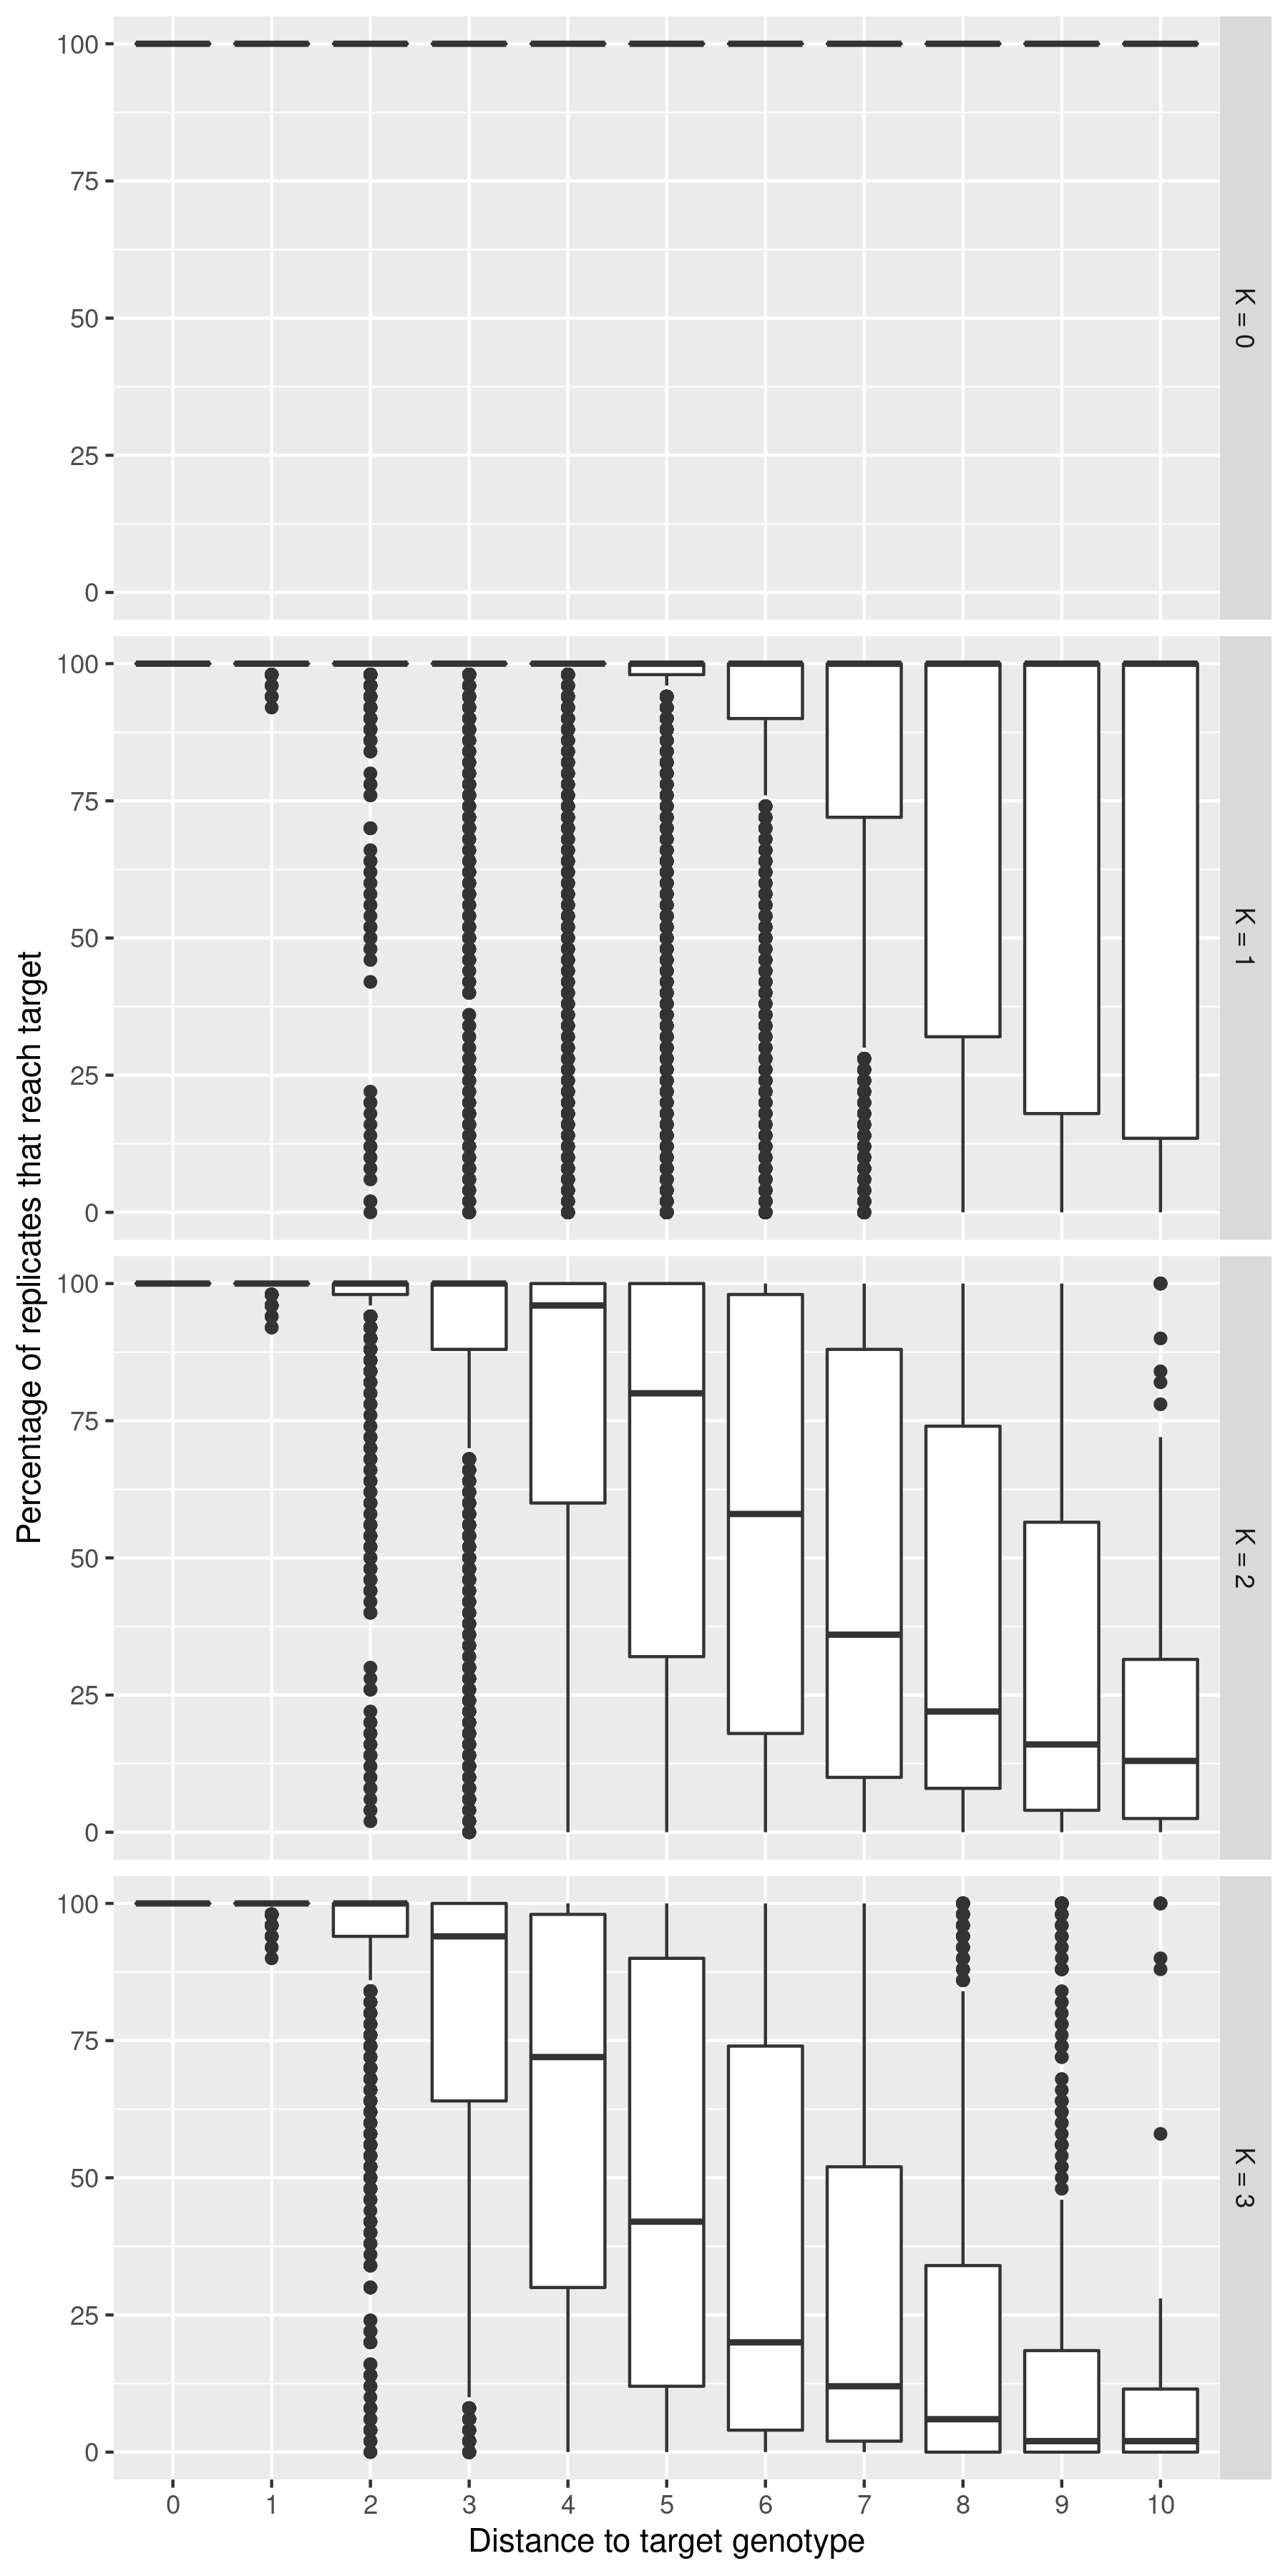 Percentage of replicates that reach target
100
75
50
25
0
K = 0
100
75
50
25
0
K = 1
100
75
50
25
0
K = 2
100
75
50
25
0
K = 3
0 1 2 3 4 5 6 7 8 9 10
Distance to target genotype